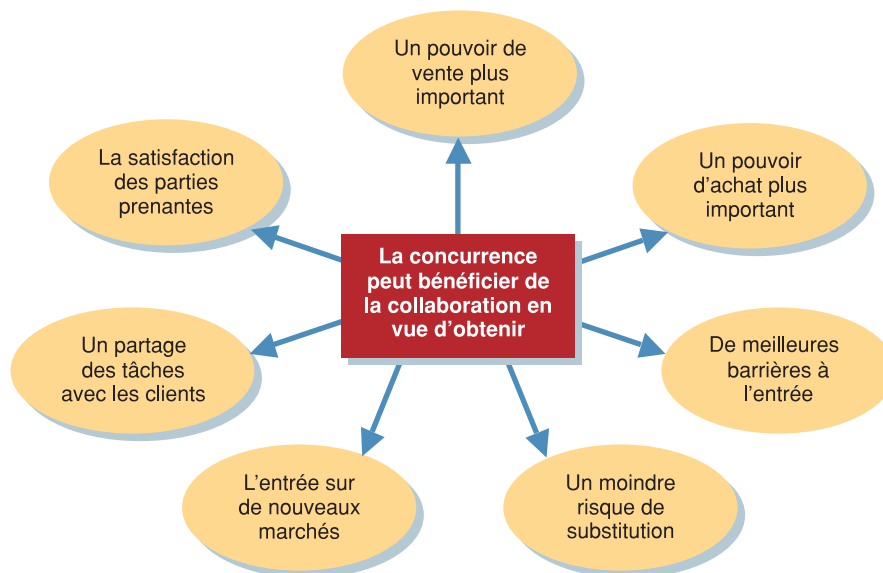 Un pouvoir de
vente plus
important
La satisfaction
des parties
prenantes
Un pouvoir
d'achat plus
important
La concurrence
peut bénéficier de
la collaboration en
vue d'obtenir
Un partage
des tâches
avec les clients
De meilleures
barrières à
l'entrée
L'entrée sur
de nouveaux
marchés
Un moindre
risque de
substitution